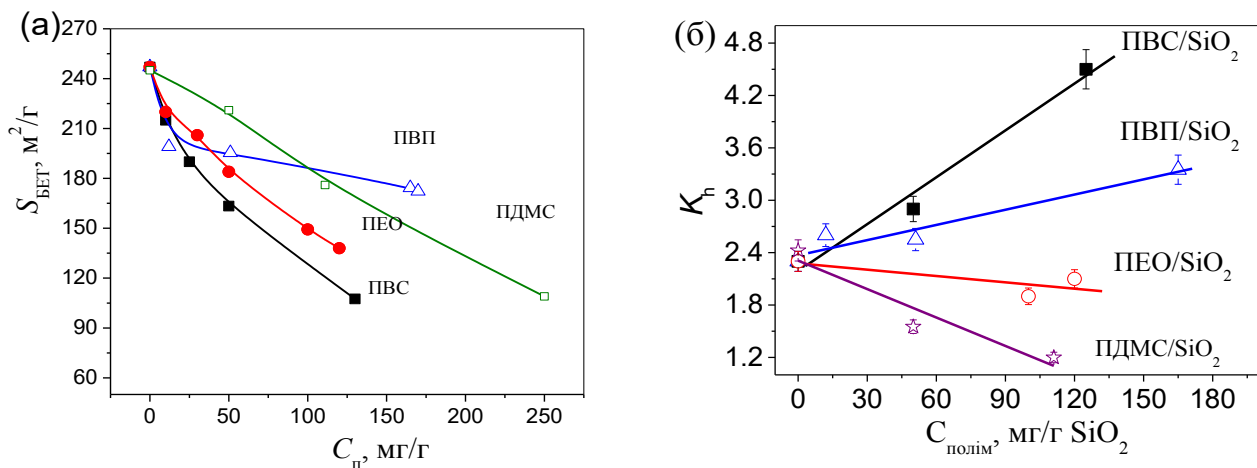 (а)
270
240
210
180
150
120
90
60
S_БЕТ, м²/г
ПВП
ПДМС
ПЕО
ПВС
0 50 100 150 200 250
C_п, мг/г
(б)
4.8
4.2
3.6
3.0
2.4
1.8
1.2
K_n
ПВС/SiO₂
ПВП/SiO₂
ПЕО/SiO₂
ПДМС/SiO₂
0 30 60 90 120 150 180
C_полім, мг/г SiO₂